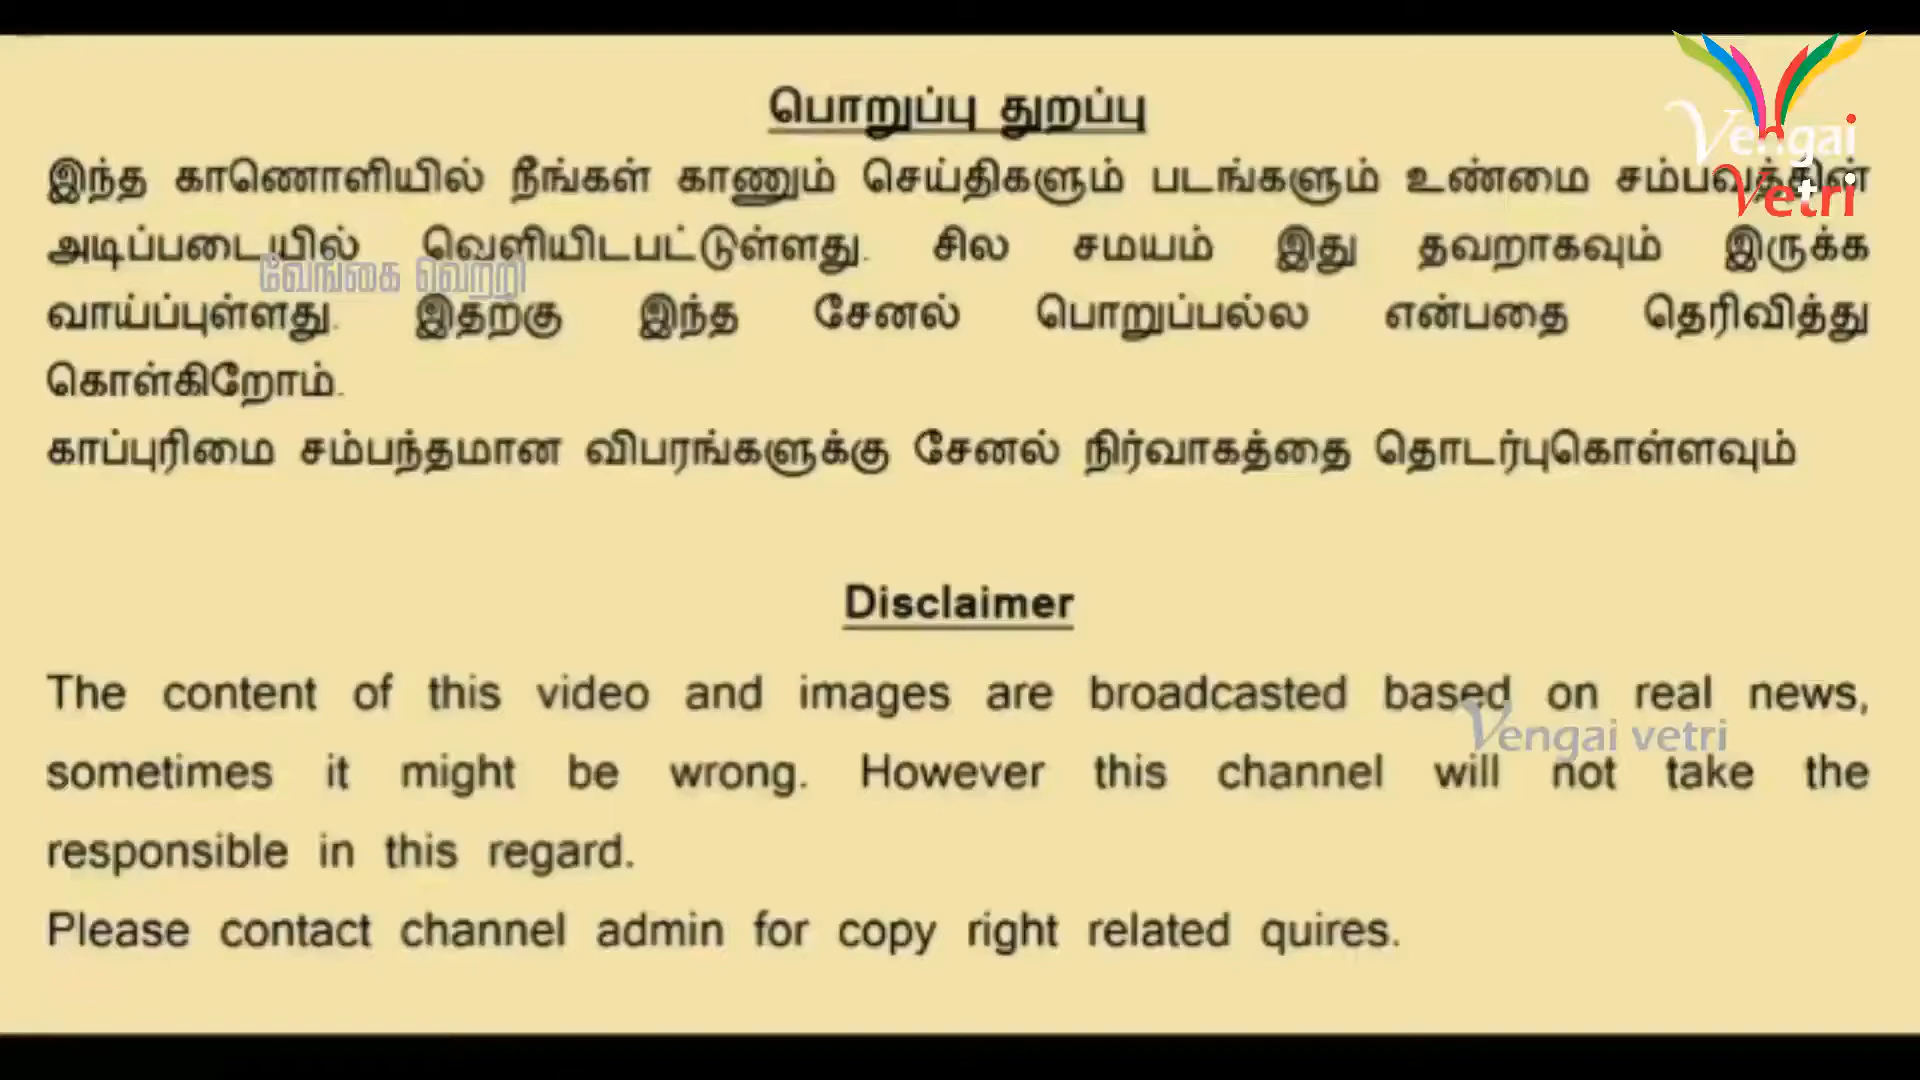 பொறுப்பு துறப்பு
இந்த காணொளியில் நீங்கள் காணும் செய்திகளும் படங்களும் உண்மை சம்பவத்தின்
அடிப்படையில் வெளியிடபட்டுள்ளது. சில சமயம் இது தவறாகவும் இருக்க
வாய்ப்புள்ளது. இதற்கு இந்த சேனல் பொறுப்பல்ல என்பதை தெரிவித்து
கொள்கிறோம்.
காப்புரிமை சம்பந்தமான விபரங்களுக்கு சேனல் நிர்வாகத்தை தொடர்புகொள்ளவும்
Disclaimer
The content of this video and images are broadcasted based on real news,
sometimes it might be wrong. However this channel will not take the
responsible in this regard.
Please contact channel admin for copy right related quires.
Vengai
Vetri
வேங்கை வெற்றி
Vengai vetri